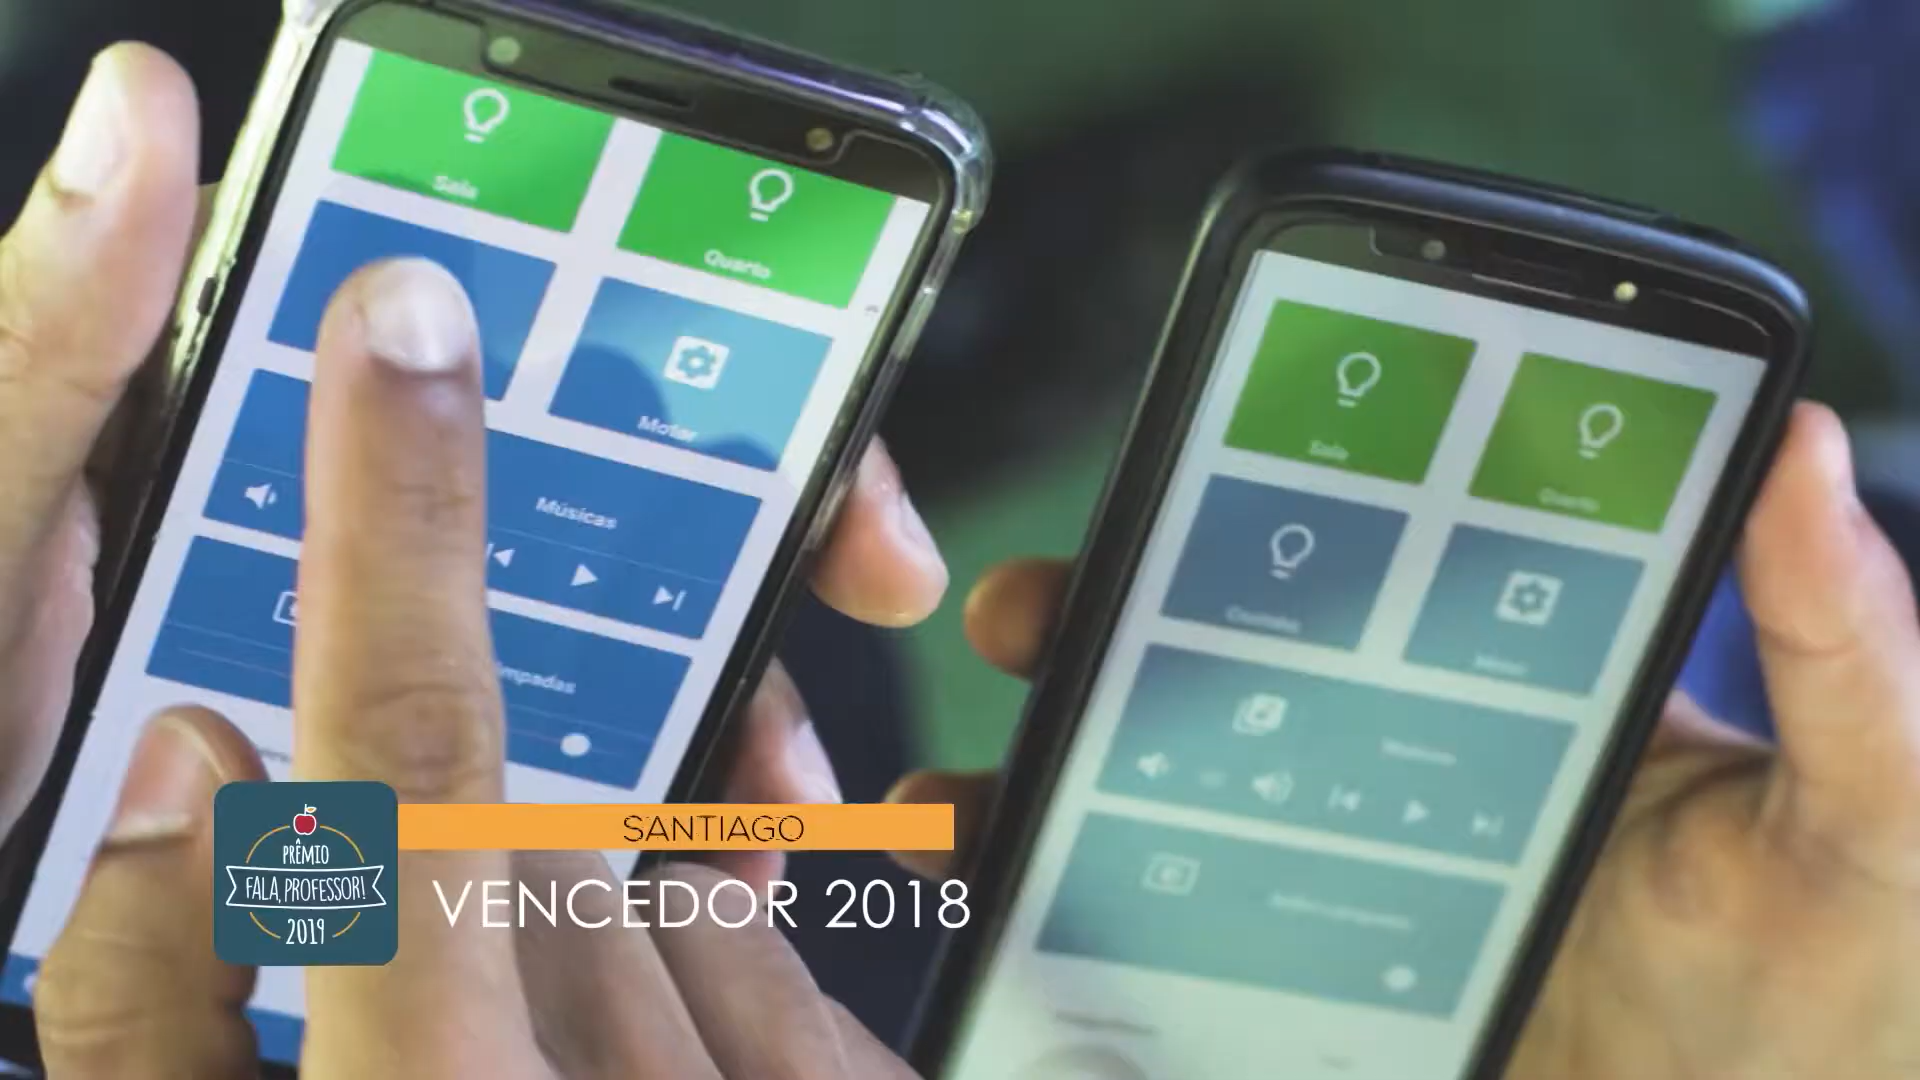 Sala
Quarto
Motor
Músicas
Sala
Quarto
SANTIAGO
VENCEDOR 2018
PRÊMIO
FALA, PROFESSOR!
2019